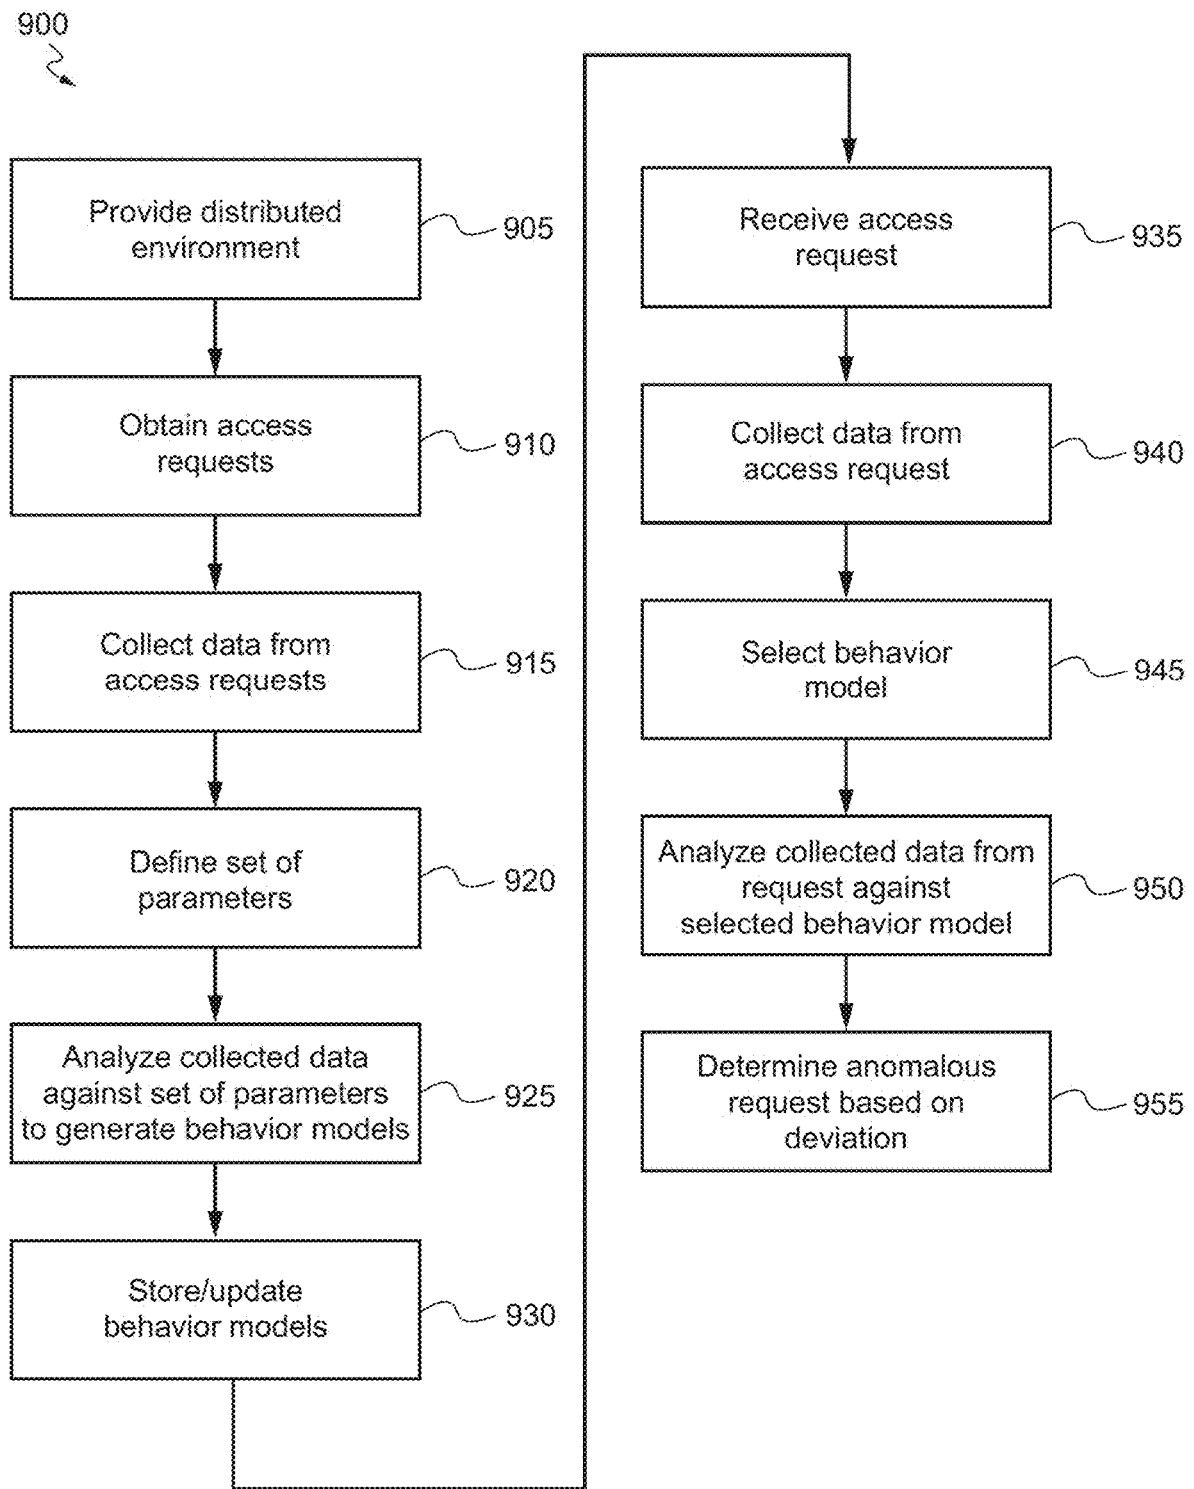 900
Provide distributed
environment
905
Obtain access
requests
910
Collect data from
access requests
915
Define set of
parameters
920
Analyze collected data
against set of parameters
to generate behavior models
925
Store/update
behavior models
930
Receive access
request
935
Collect data from
access request
940
Select behavior
model
945
Analyze collected data from
request against
selected behavior model
950
Determine anomalous
request based on
deviation
955